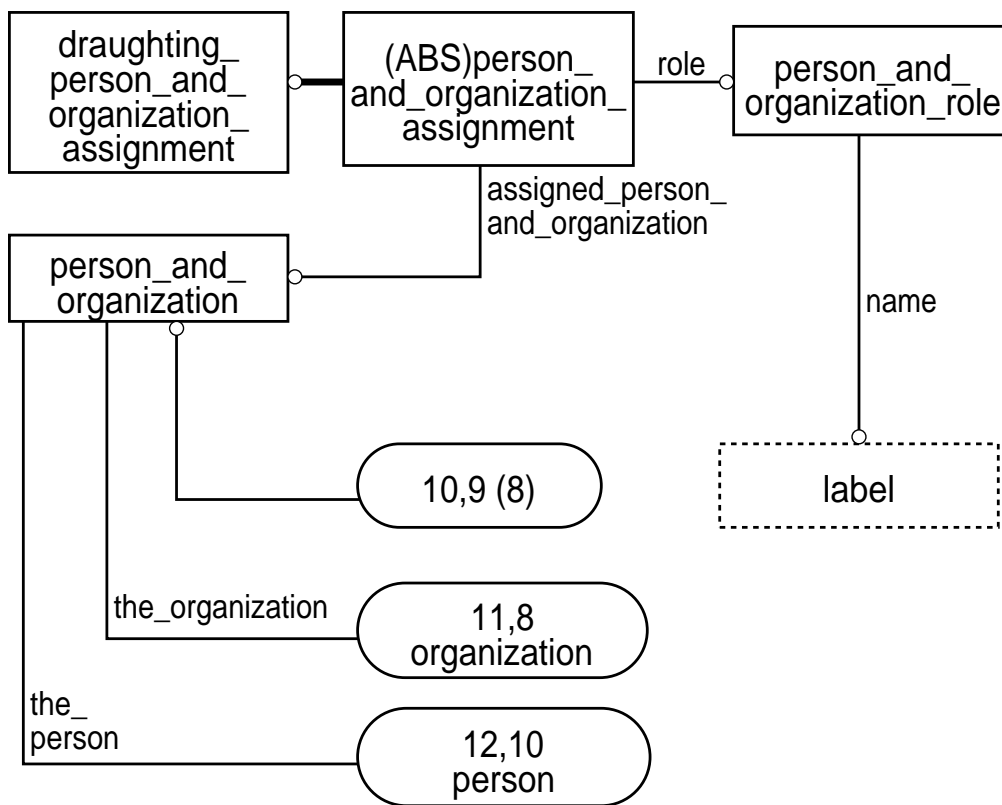 draughting_
person_and_
organization_
assignment
(ABS)person_
and_organization_
assignment
role
person_and_
organization_role
assigned_person_
and_organization
person_and_
organization
name
10,9 (8)
label
the_organization
11,8
organization
the_
person
12,10
person